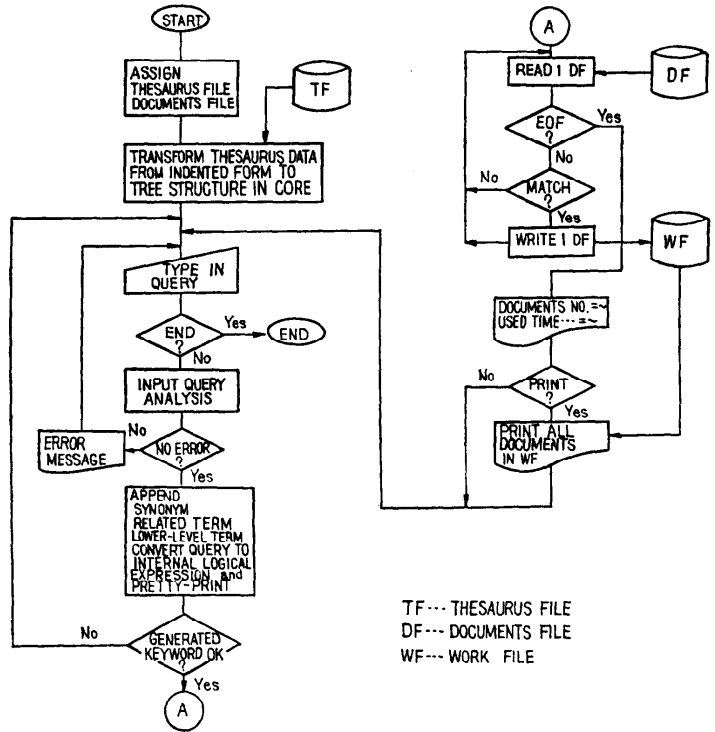 START
ASSIGN
THESAURUS FILE
DOCUMENTS FILE
TF
TRANSFORM THESAURUS DATA
FROM INDENTED FORM TO
TREE STRUCTURE IN CORE
TYPE IN
QUERY
END
?
Yes
END
No
INPUT QUERY
ANALYSIS
No
ERROR
MESSAGE
NO ERROR
?
Yes
APPEND
SYNONYM
RELATED TERM
LOWER-LEVEL TERM
CONVERT QUERY TO
INTERNAL LOGICAL
EXPRESSION and
PRETTY-PRINT
No
GENERATED
KEYWORD OK
?
Yes
A
A
READ 1 DF
DF
EOF
?
Yes
No
No
MATCH
?
Yes
WRITE 1 DF
WF
DOCUMENTS NO.=~
USED TIME---=~
No
PRINT
?
Yes
PRINT ALL
DOCUMENTS
IN WF
TF--- THESAURUS FILE
DF--- DOCUMENTS FILE
WF--- WORK FILE